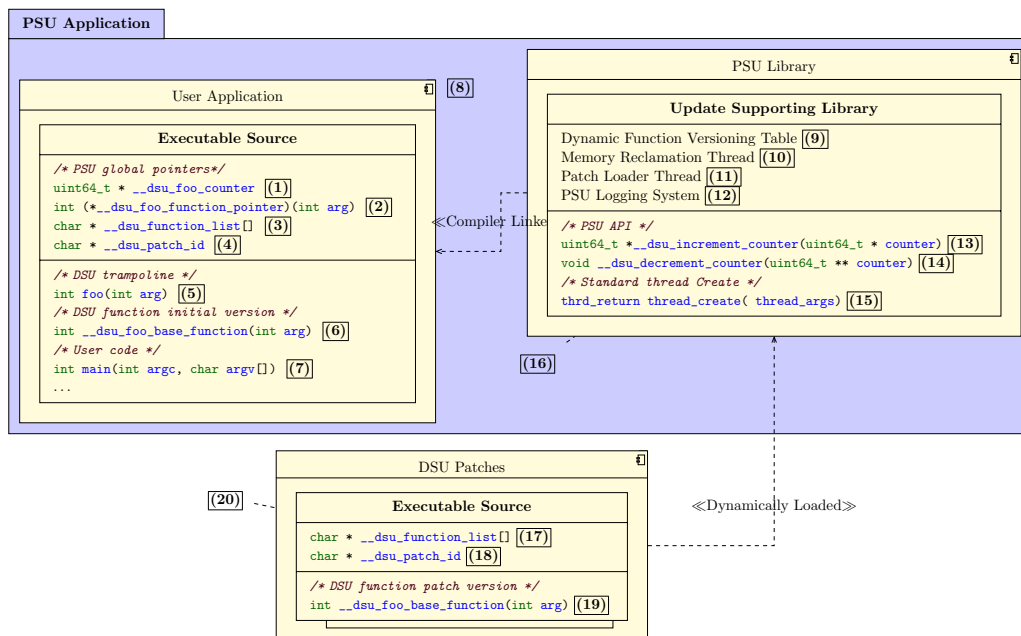 PSU Application
User Application
(8)
Executable Source
/* PSU global pointers*/
uint64_t * __dsu_foo_counter (1)
int (*__dsu_foo_function_pointer)(int arg) (2)
char * __dsu_function_list[] (3)
char * __dsu_patch_id (4)
/* DSU trampoline */
int foo(int arg) (5)
/* DSU function initial version */
int __dsu_foo_base_function(int arg) (6)
/* User code */
int main(int argc, char argv[]) (7)
...
≪Compiler Linke
PSU Library
Update Supporting Library
Dynamic Function Versioning Table (9)
Memory Reclamation Thread (10)
Patch Loader Thread (11)
PSU Logging System (12)
/* PSU API */
uint64_t *__dsu_increment_counter(uint64_t * counter) (13)
void __dsu_decrement_counter(uint64_t ** counter) (14)
/* Standard thread Create */
thrd_return thread_create( thread_args) (15)
(16)
DSU Patches
(20)
Executable Source
char * __dsu_function_list[] (17)
char * __dsu_patch_id (18)
/* DSU function patch version */
int __dsu_foo_base_function(int arg) (19)
≪Dynamically Loaded≫